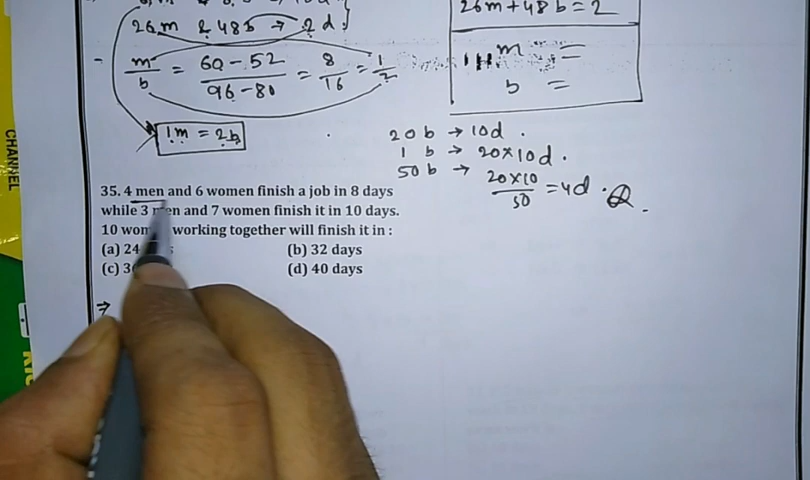 26m & 48b → 2d.
26m + 48b = 2
m/b = 60 - 52 / 96 - 80 = 8/16 = 1/2
m =
b =
1m = 2b
20b → 10d.
1b → 20×10d.
50b → 20×10/50 = 4d.
35. 4 men and 6 women finish a job in 8 days
while 3 men and 7 women finish it in 10 days.
10 women working together will finish it in :
(a) 24 (b) 32 days
(c) (d) 40 days
CHANNEL